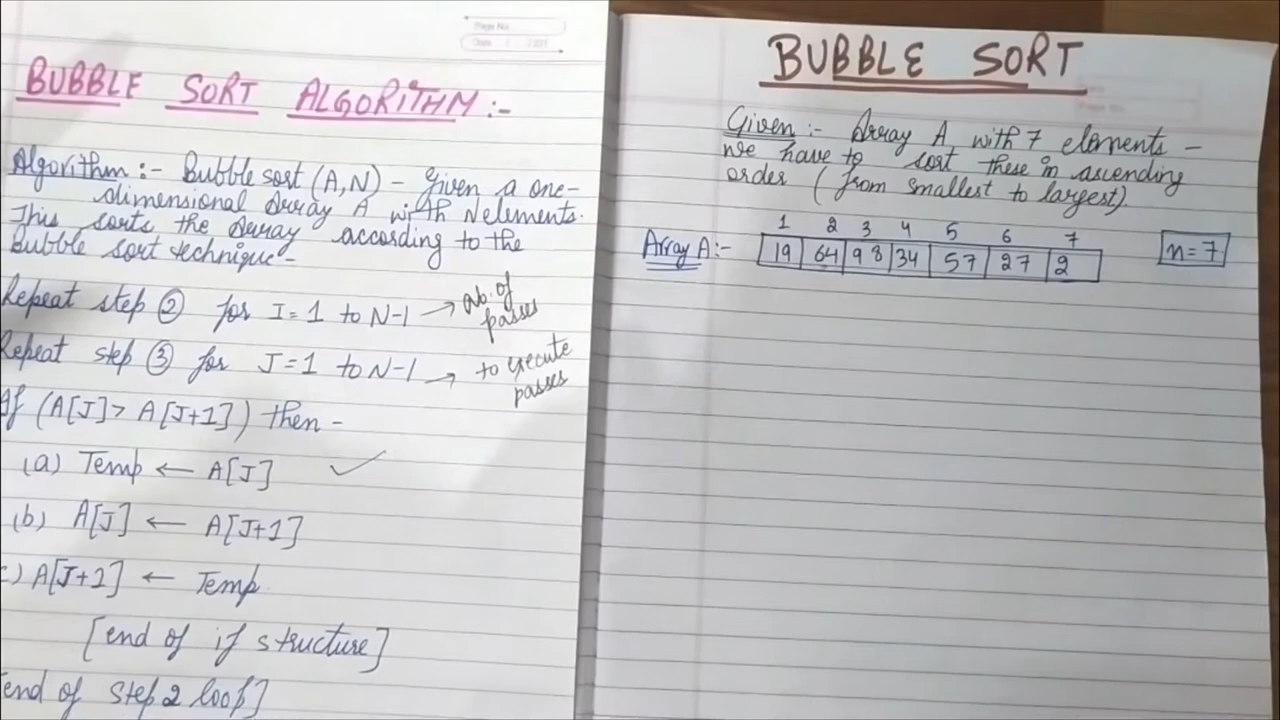 Page No.
Date
BUBBLE SORT ALGORITHM:-
Algorithm:- Bubble sort (A,N) - Given a one-
dimensional Array A with N elements.
This sorts the Array according to the
Bubble sort technique-
Repeat step ② for I=1 to N-1 → No. of
passes
Repeat step ③ for J=1 to N-1 → to execute
passes
If (A[J]> A[J+1]) then -
(a) Temp ← A[J] ✓
(b) A[J] ← A[J+1]
c) A[J+1] ← Temp
[end of if structure]
end of step 2 loop]
BUBBLE SORT
Given:- Array A, with 7 elements -
we have to sort these in ascending
order (from smallest to largest)
1 2 3 4 5 6 7
Array A:- 19 64 98 34 57 27 2
n=7